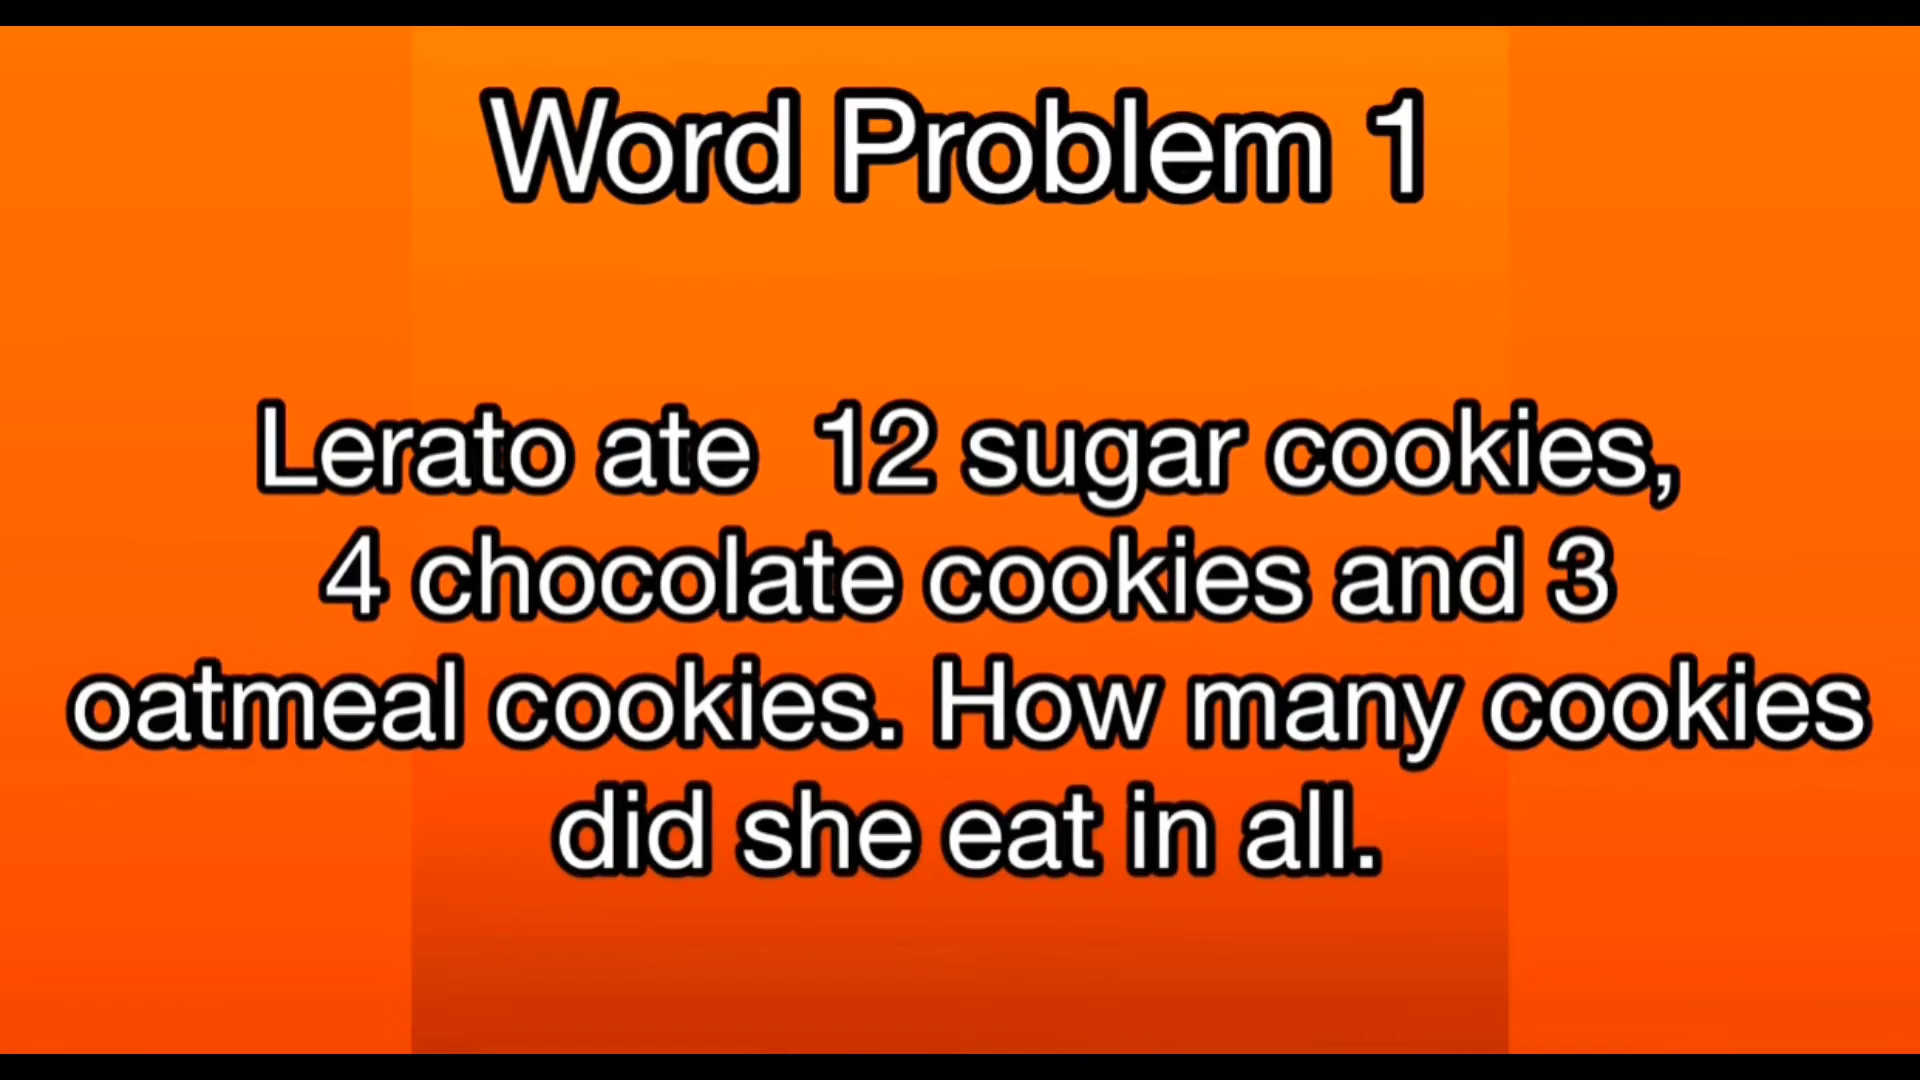 Word Problem 1
Lerato ate  12 sugar cookies,
4 chocolate cookies and 3
oatmeal cookies. How many cookies
did she eat in all.